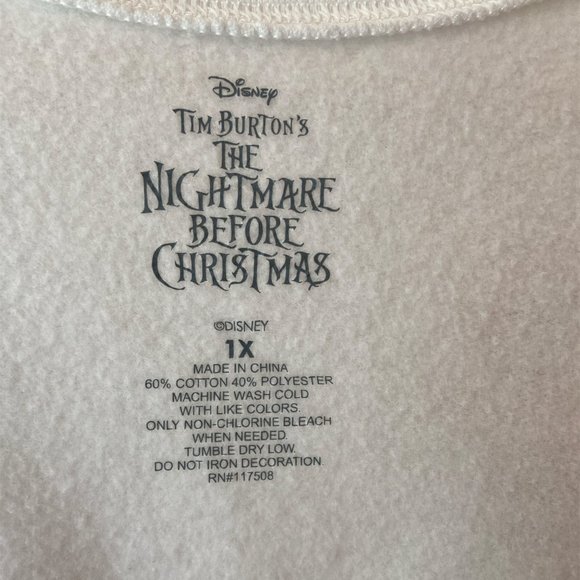 Disney
TIM BURTON'S
THE
NIGHTMARE
BEFORE
CHRISTMAS
©DISNEY
1X
MADE IN CHINA
60% COTTON 40% POLYESTER
MACHINE WASH COLD
WITH LIKE COLORS.
ONLY NON-CHLORINE BLEACH
WHEN NEEDED.
TUMBLE DRY LOW.
DO NOT IRON DECORATION.
RN#117508